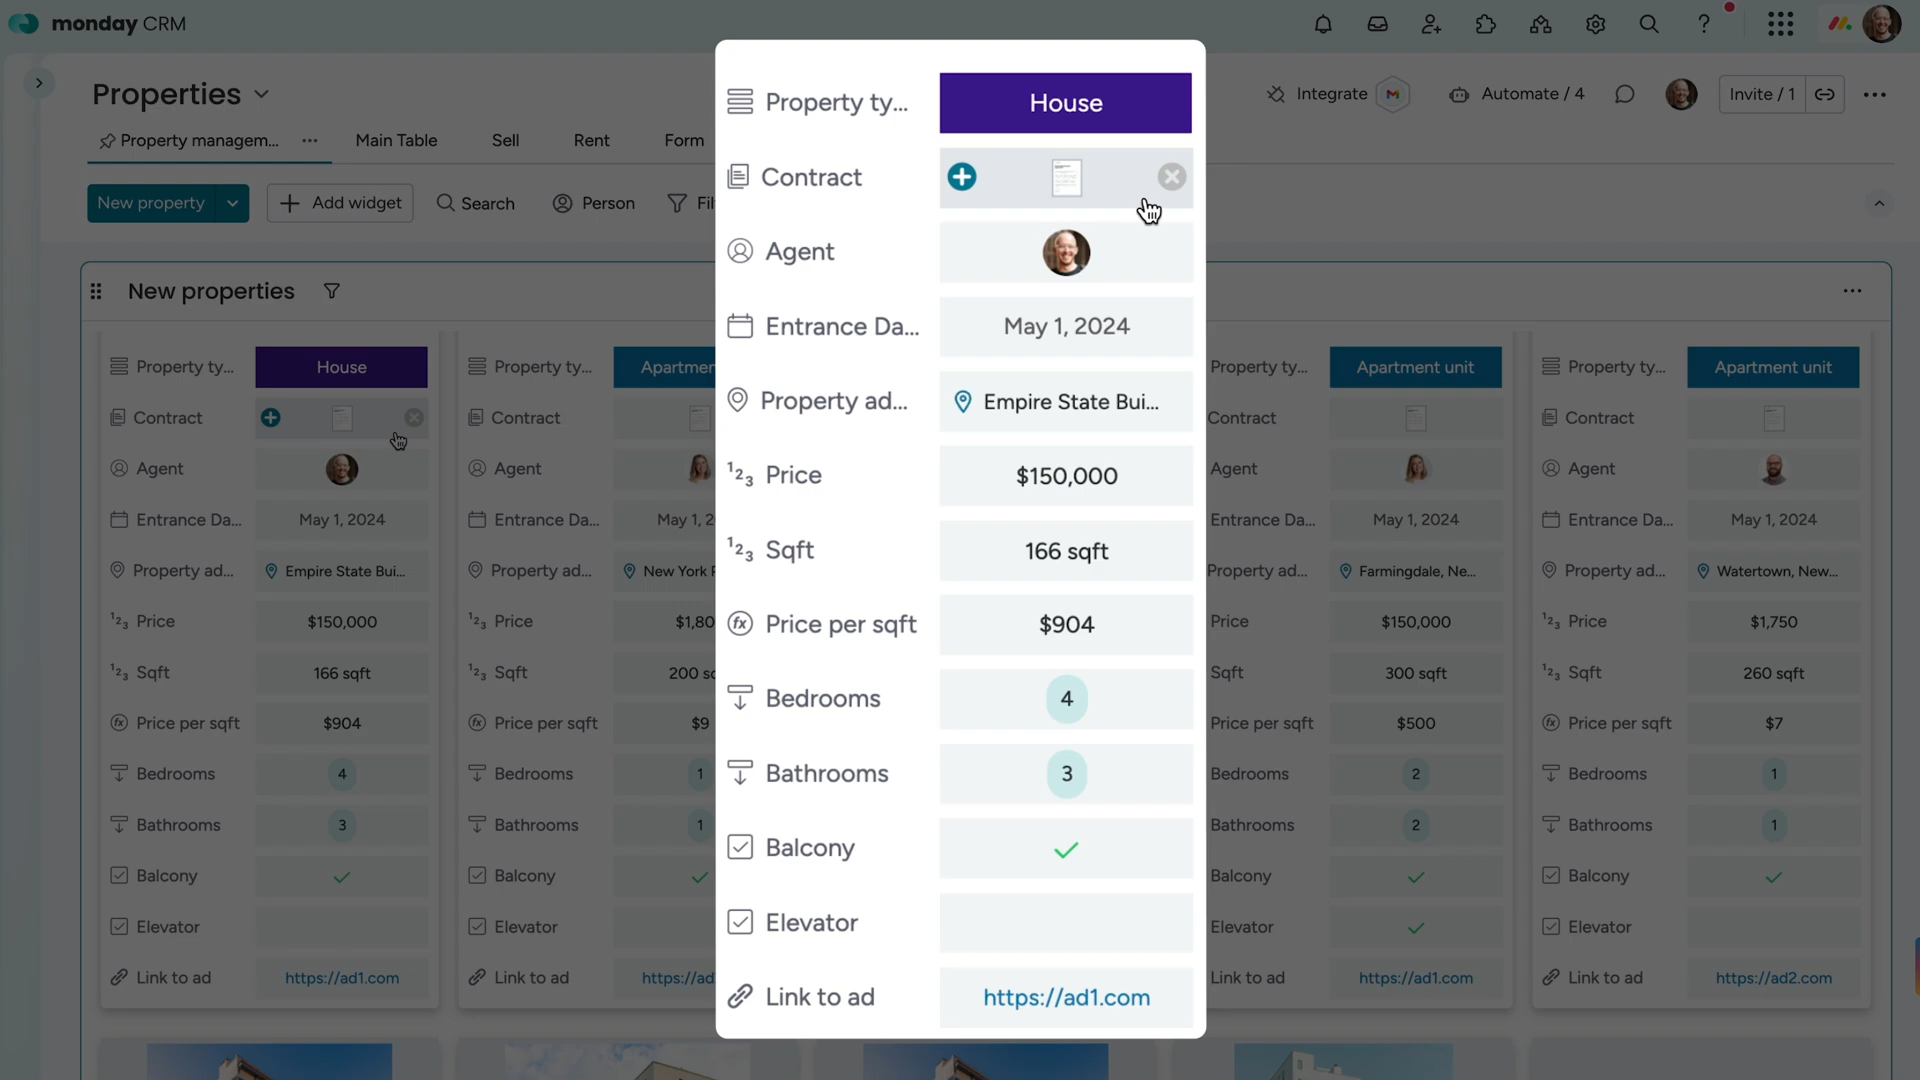 monday CRM
Properties
Integrate
Automate / 4
Invite / 1
Property managem...
Main Table
Sell
Rent
Form
New property
Add widget
Search
Person
New properties
Property ty...
House
Contract
Agent
Entrance Da...
May 1, 2024
Property ad...
Empire State Bui...
Price
$150,000
Sqft
166 sqft
Price per sqft
$904
Bedrooms
4
Bathrooms
3
Balcony
Elevator
Link to ad
https://ad1.com
Property ty...
Contract
Agent
Entrance Da...
Property ad...
Price
Sqft
Price per sqft
Bedrooms
1
Bathrooms
1
Balcony
Elevator
Link to ad
Property ty...
House
Contract
Agent
Entrance Da...
May 1, 2024
Property ad...
Empire State Bui...
Price
$150,000
Sqft
166 sqft
Price per sqft
$904
Bedrooms
4
Bathrooms
3
Balcony
Elevator
Link to ad
https://ad1.com
Property ty...
Apartment unit
Contract
Agent
Entrance Da...
May 1, 2024
Property ad...
Farmingdale, Ne...
Price
$150,000
Sqft
300 sqft
Price per sqft
$500
Bedrooms
2
Bathrooms
2
Balcony
Elevator
Link to ad
https://ad1.com
Property ty...
Apartment unit
Contract
Agent
Entrance Da...
May 1, 2024
Property ad...
Watertown, New...
Price
$1,750
Sqft
260 sqft
Price per sqft
$7
Bedrooms
1
Bathrooms
1
Balcony
Elevator
Link to ad
https://ad2.com